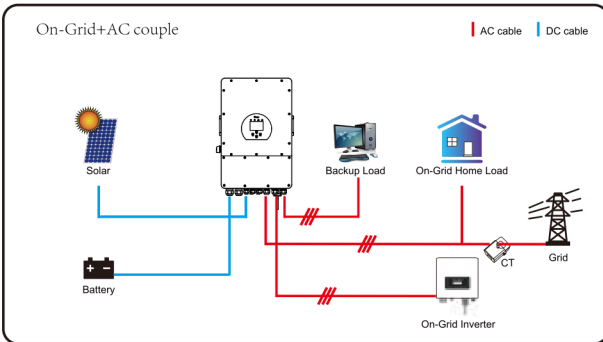 On-Grid+AC couple
AC cable
DC cable
Solar
Backup Load
On-Grid Home Load
CT
Grid
Battery
On-Grid Inverter